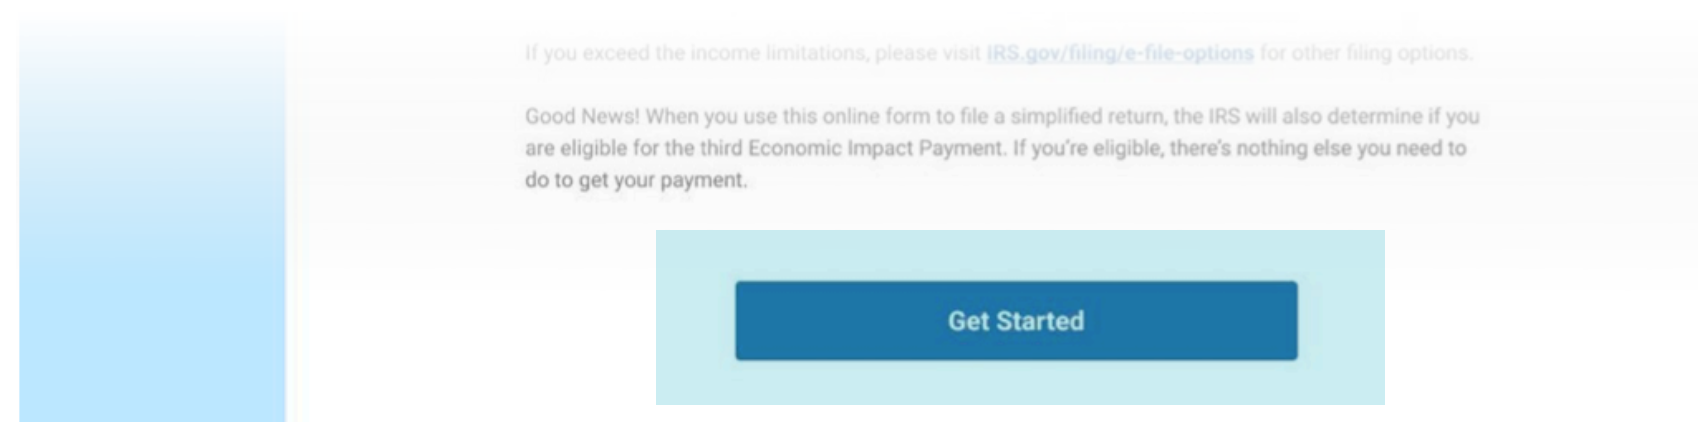 If you exceed the income limitations, please visit IRS.gov/filing/e-file-options for other filing options.
Good News! When you use this online form to file a simplified return, the IRS will also determine if you
are eligible for the third Economic Impact Payment. If you’re eligible, there’s nothing else you need to
do to get your payment.
Get Started